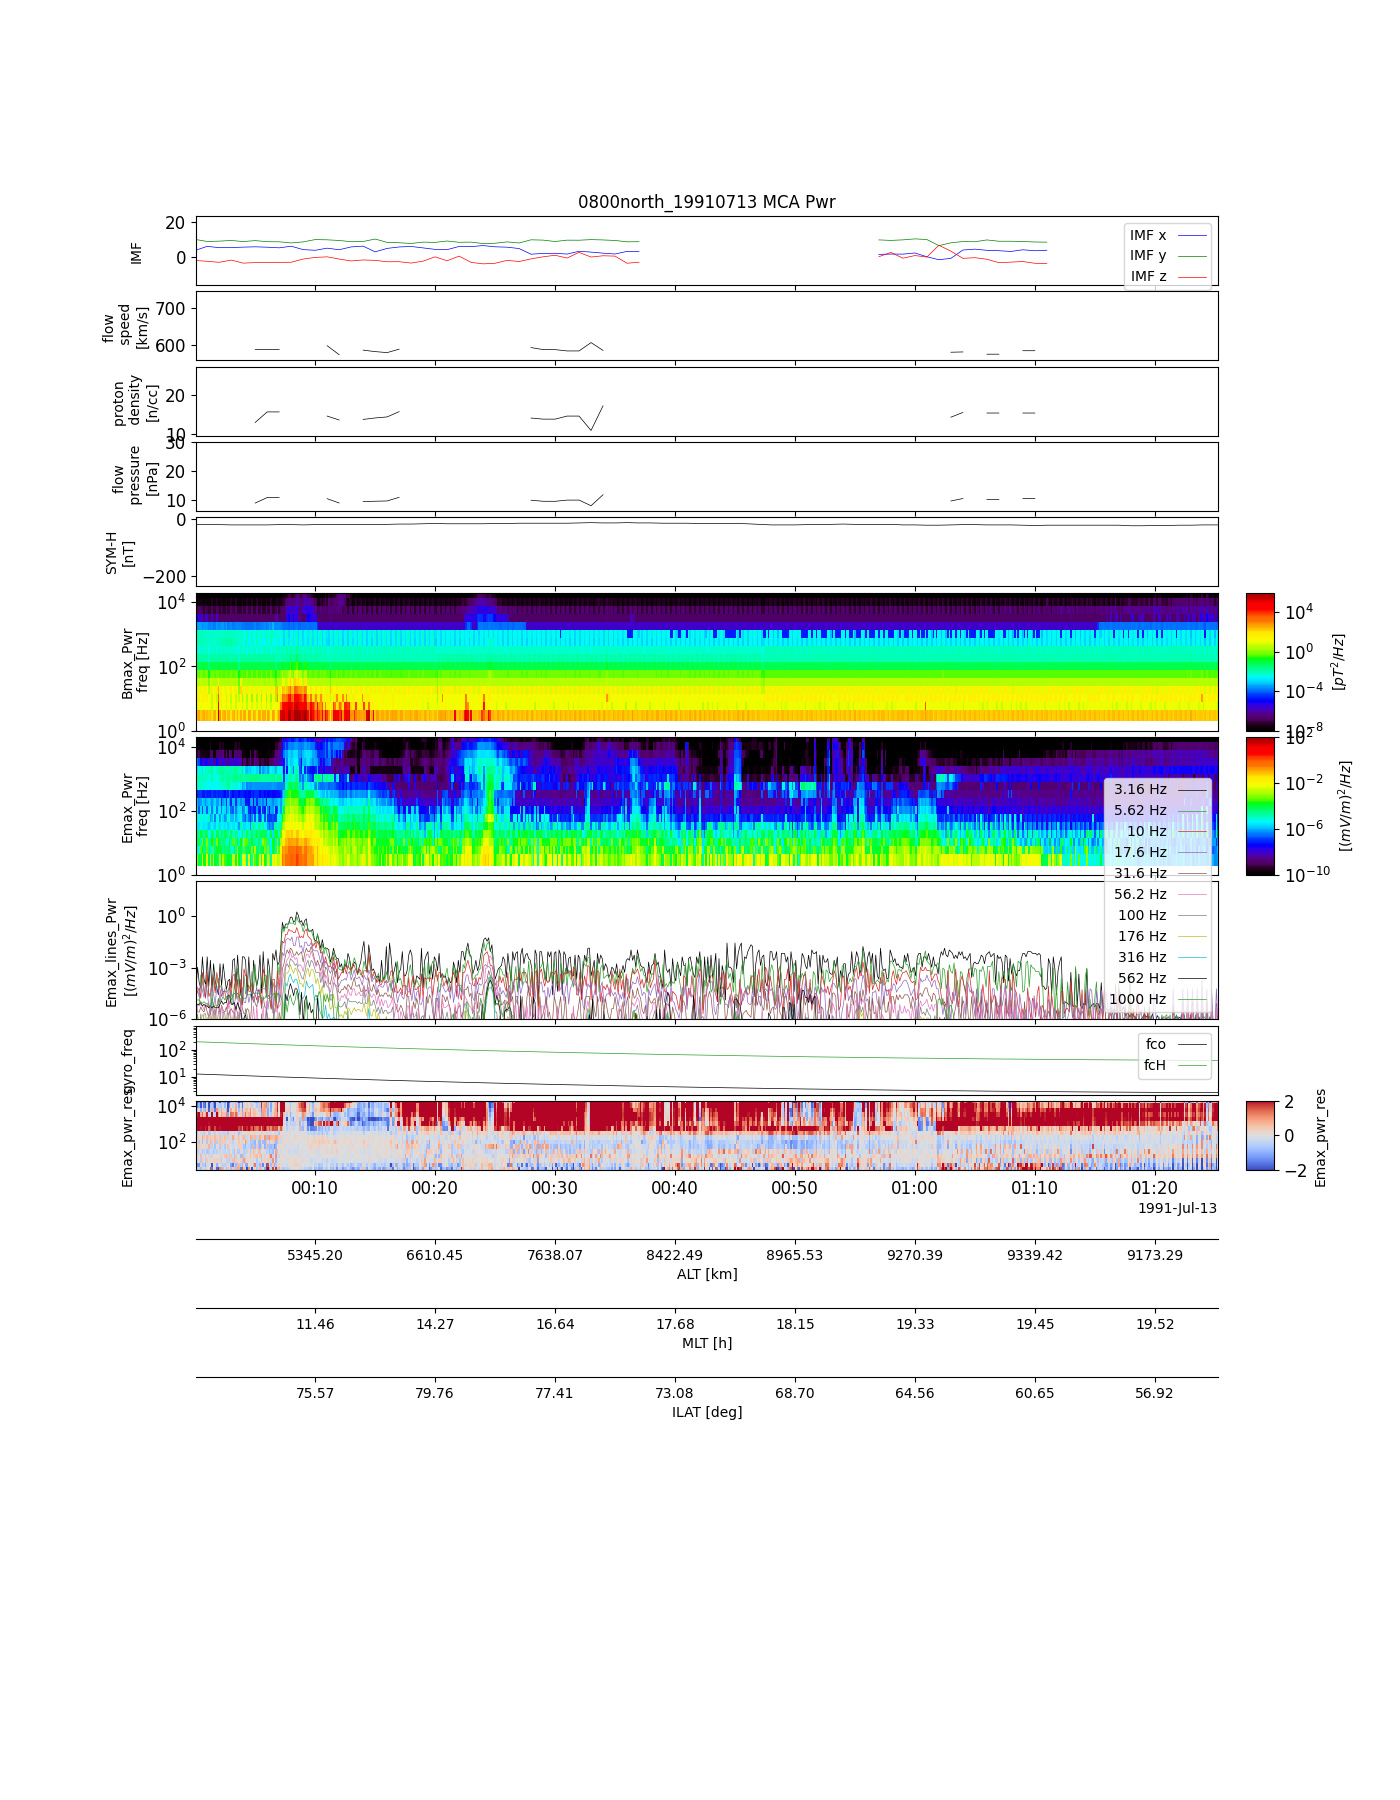 0800north_19910713 MCA Pwr
20
0
IMF
IMF x
IMF y
IMF z
700
600
flow
speed
[km/s]
20
10
proton
density
[n/cc]
30
20
10
flow
pressure
[nPa]
0
−200
SYM-H
[nT]
10^4
10^2
10^0
Bmax_Pwr
freq [Hz]
10^4
10^0
10^-4
10^-8
[pT^2/Hz]
10^4
10^2
10^0
Emax_Pwr
freq [Hz]
10^2
10^-2
10^-6
10^-10
[(mV/m)^2/Hz]
3.16 Hz
5.62 Hz
10 Hz
17.6 Hz
31.6 Hz
56.2 Hz
100 Hz
176 Hz
316 Hz
562 Hz
1000 Hz
10^0
10^-3
10^-6
Emax_lines_Pwr
[(mV/m)^2/Hz]
10^2
10^1
gyro_freq
fco
fcH
10^4
10^2
Emax_pwr_res
2
0
−2
Emax_pwr_res
00:10 00:20 00:30 00:40 00:50 01:00 01:10 01:20
1991-Jul-13
5345.20 6610.45 7638.07 8422.49 8965.53 9270.39 9339.42 9173.29
ALT [km]
11.46 14.27 16.64 17.68 18.15 19.33 19.45 19.52
MLT [h]
75.57 79.76 77.41 73.08 68.70 64.56 60.65 56.92
ILAT [deg]